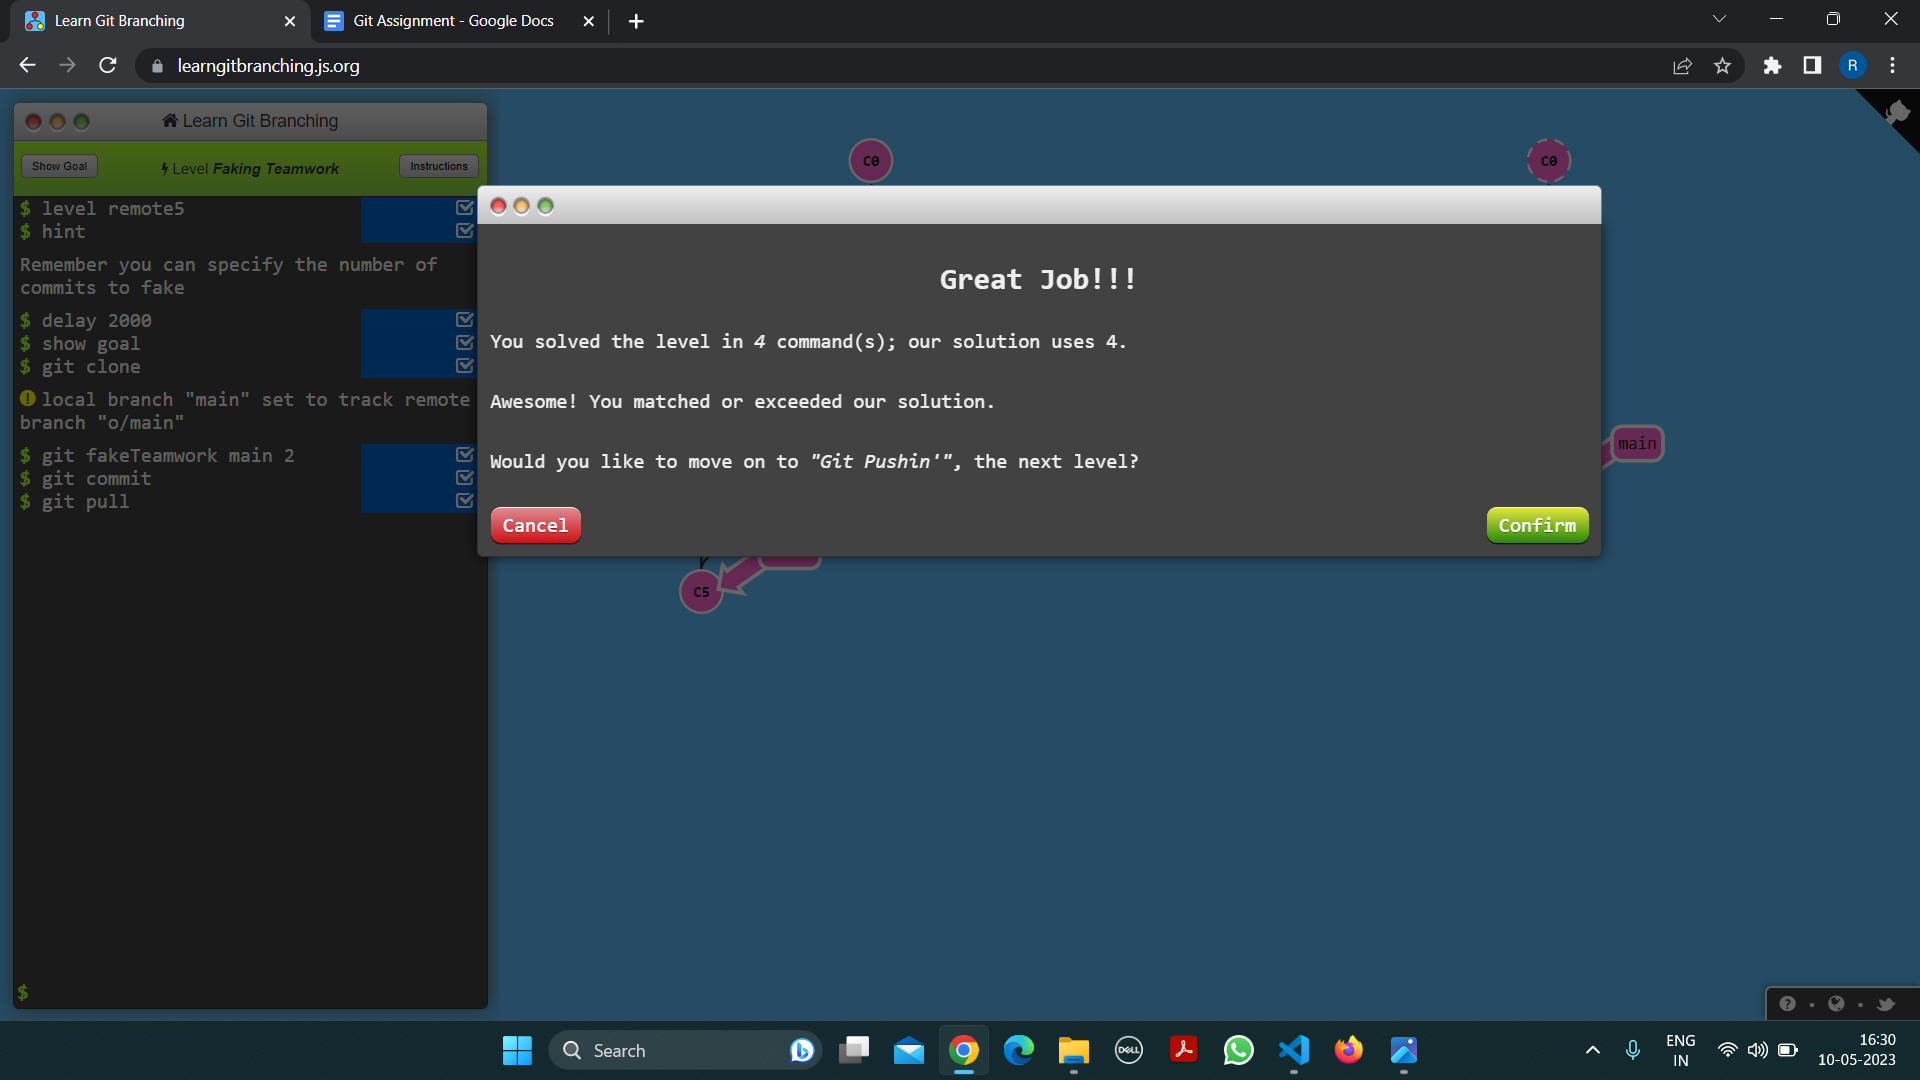 Learn Git Branching
Git Assignment - Google Docs
learngitbranching.js.org
R
Learn Git Branching
Show Goal
Level Faking Teamwork
Instructions
$ level remote5
$ hint
Remember you can specify the number of
commits to fake
$ delay 2000
$ show goal
$ git clone
local branch "main" set to track remote
branch "o/main"
$ git fakeTeamwork main 2
$ git commit
$ git pull
$
C0
C0
Great Job!!!
You solved the level in 4 command(s); our solution uses 4.
Awesome! You matched or exceeded our solution.
Would you like to move on to "Git Pushin'", the next level?
Cancel
Confirm
main
C5
Search
DELL
ENG
IN
16:30
10-05-2023